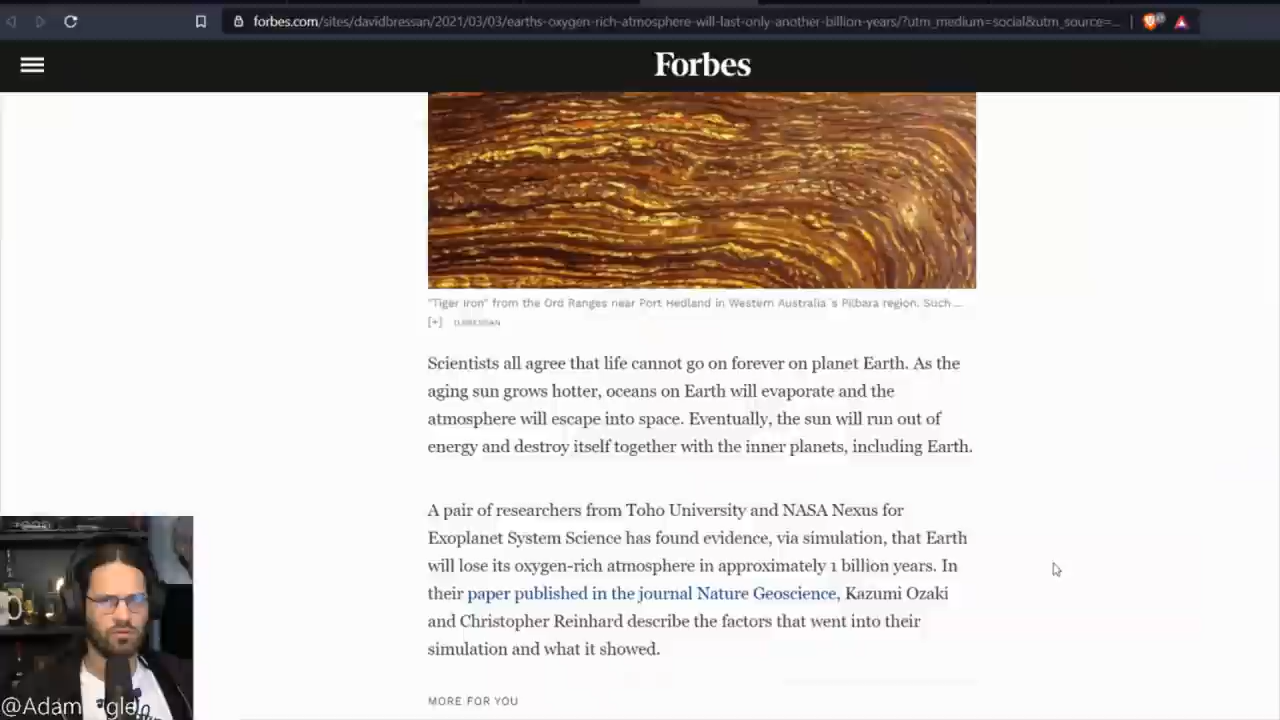 forbes.com/sites/davidbressan/2021/03/03/earths-oxygen-rich-atmosphere-will-last-only-another-billion-years/?utm_medium=social&utm_source=...
Forbes
"Tiger Iron" from the Ord Ranges near Port Hedland in Western Australia´s Pilbara region. Such ...
[+] D.BRESSAN
Scientists all agree that life cannot go on forever on planet Earth. As the
aging sun grows hotter, oceans on Earth will evaporate and the
atmosphere will escape into space. Eventually, the sun will run out of
energy and destroy itself together with the inner planets, including Earth.
A pair of researchers from Toho University and NASA Nexus for
Exoplanet System Science has found evidence, via simulation, that Earth
will lose its oxygen-rich atmosphere in approximately 1 billion years. In
their paper published in the journal Nature Geoscience, Kazumi Ozaki
and Christopher Reinhard describe the factors that went into their
simulation and what it showed.
MORE FOR YOU